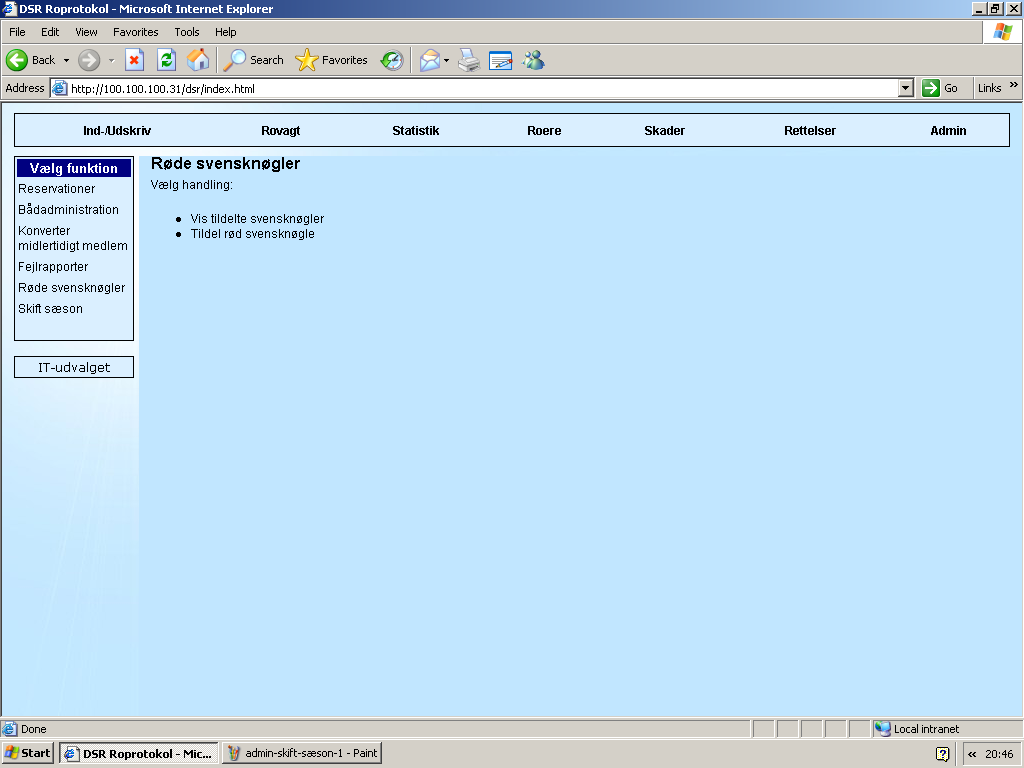 DSR Roprotokol - Microsoft Internet Explorer
File Edit View Favorites Tools Help
Back Search Favorites
Address http://100.100.100.31/dsr/index.html Go Links »
Ind-/Udskriv Rovagt Statistik Roere Skader Rettelser Admin
Vælg funktion
Reservationer
Bådadministration
Konverter
midlertidigt medlem
Fejlrapporter
Røde svensknøgler
Skift sæson
IT-udvalget
Røde svensknøgler
Vælg handling:
• Vis tildelte svensknøgler
• Tildel rød svensknøgle
Done Local intranet
Start DSR Roprotokol - Mic... admin-skift-sæson-1 - Paint « 20:46